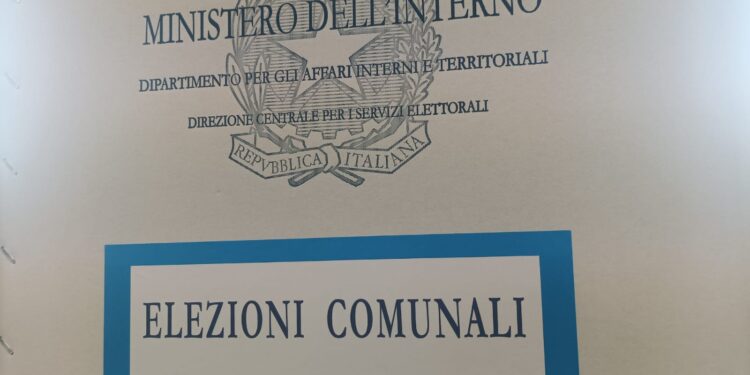 MINISTERO DELL'INTERNO
DIPARTIMENTO PER GLI AFFARI INTERNI E TERRITORIALI
DIREZIONE CENTRALE PER I SERVIZI ELETTORALI
REPVBBLICA ITALIANA
ELEZIONI COMUNALI